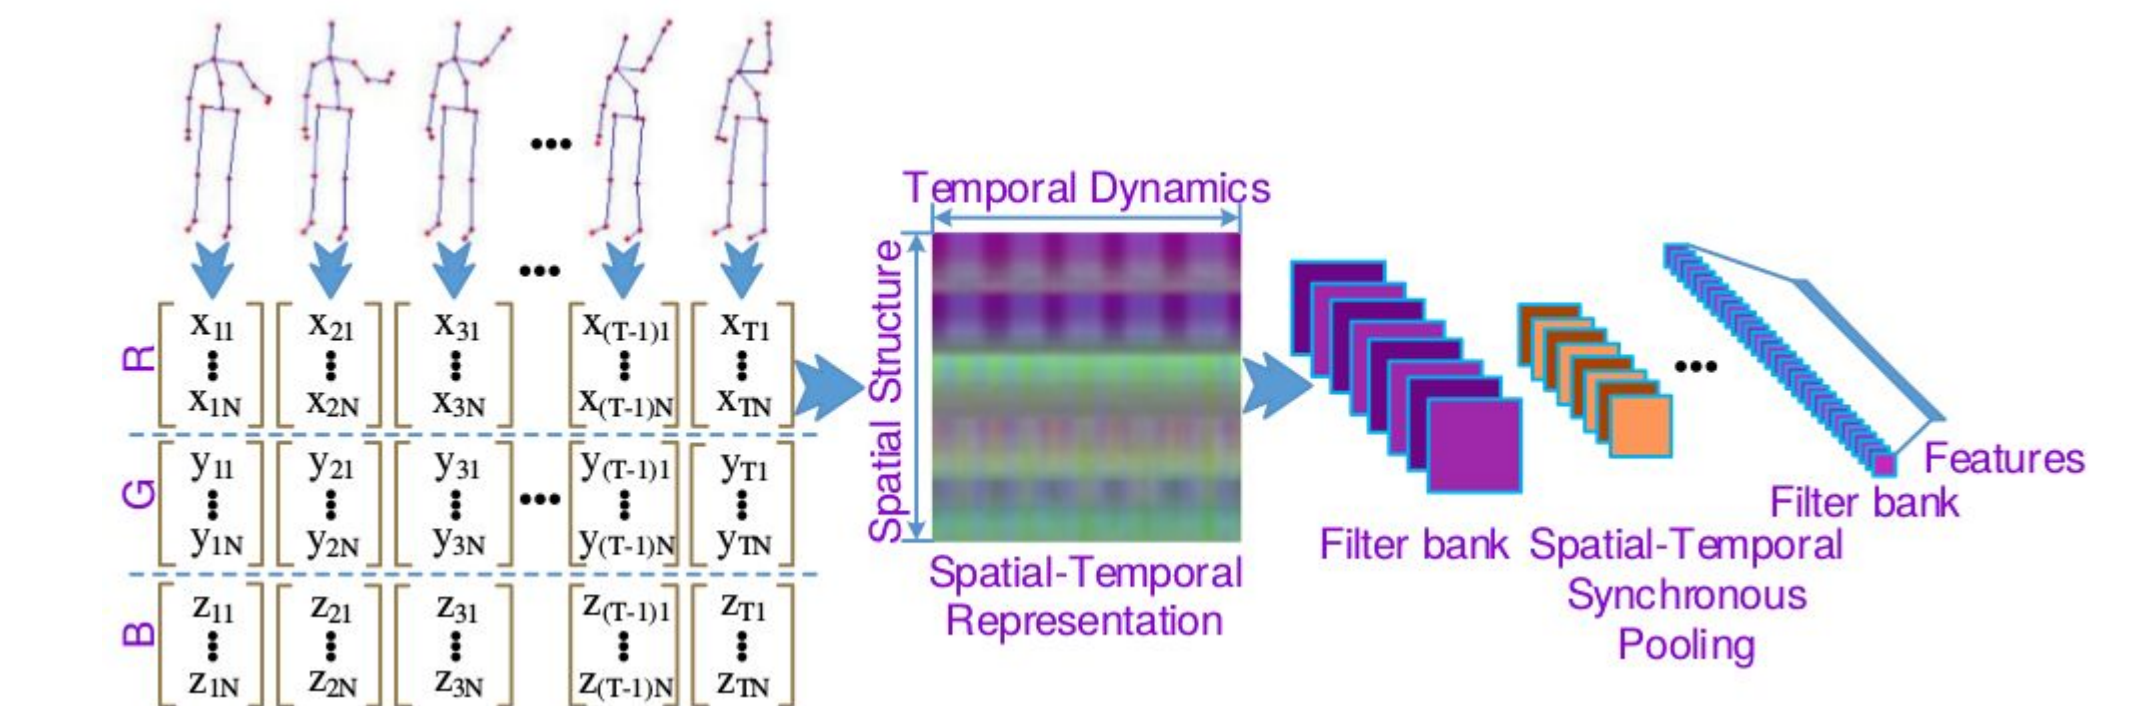 Temporal Dynamics
Spatial Structure
R
x11 x21 x31 x(T-1)1 xT1
x1N x2N x3N x(T-1)N xTN
G
y11 y21 y31 ... y(T-1)1 yT1
y1N y2N y3N y(T-1)N yTN
B
z11 z21 z31 z(T-1)1 zT1
z1N z2N z3N z(T-1)N zTN
Spatial-Temporal
Representation
Filter bank
Spatial-Temporal
Synchronous
Pooling
...
Filter bank
Features